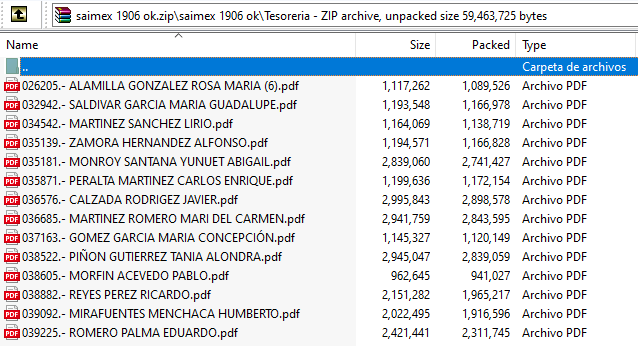 saimex 1906 ok.zip\saimex 1906 ok\Tesoreria - ZIP archive, unpacked size 59,463,725 bytes
Name Size Packed Type
.. Carpeta de archivos
026205.- ALAMILLA GONZALEZ ROSA MARIA (6).pdf 1,117,262 1,089,526 Archivo PDF
032942.- SALDIVAR GARCIA MARIA GUADALUPE.pdf 1,193,548 1,166,978 Archivo PDF
034542.- MARTINEZ SANCHEZ LIRIO.pdf 1,164,069 1,138,719 Archivo PDF
035139.- ZAMORA HERNANDEZ ALFONSO.pdf 1,194,571 1,166,828 Archivo PDF
035181.- MONROY SANTANA YUNUET ABIGAIL.pdf 2,839,060 2,741,427 Archivo PDF
035871.- PERALTA MARTINEZ CARLOS ENRIQUE.pdf 1,199,636 1,172,154 Archivo PDF
036576.- CALZADA RODRIGEZ JAVIER.pdf 2,995,843 2,898,578 Archivo PDF
036685.- MARTINEZ ROMERO MARI DEL CARMEN.pdf 2,941,759 2,843,595 Archivo PDF
037163.- GOMEZ GARCIA MARIA CONCEPCIÓN.pdf 1,145,327 1,120,149 Archivo PDF
038522.- PIÑON GUTIERREZ TANIA ALONDRA.pdf 2,945,047 2,839,059 Archivo PDF
038605.- MORFIN ACEVEDO PABLO.pdf 962,645 941,027 Archivo PDF
038882.- REYES PEREZ RICARDO.pdf 2,151,282 1,965,217 Archivo PDF
039092.- MIRAFUENTES MENCHACA HUMBERTO.pdf 2,022,495 1,916,596 Archivo PDF
039225.- ROMERO PALMA EDUARDO.pdf 2,421,441 2,311,745 Archivo PDF